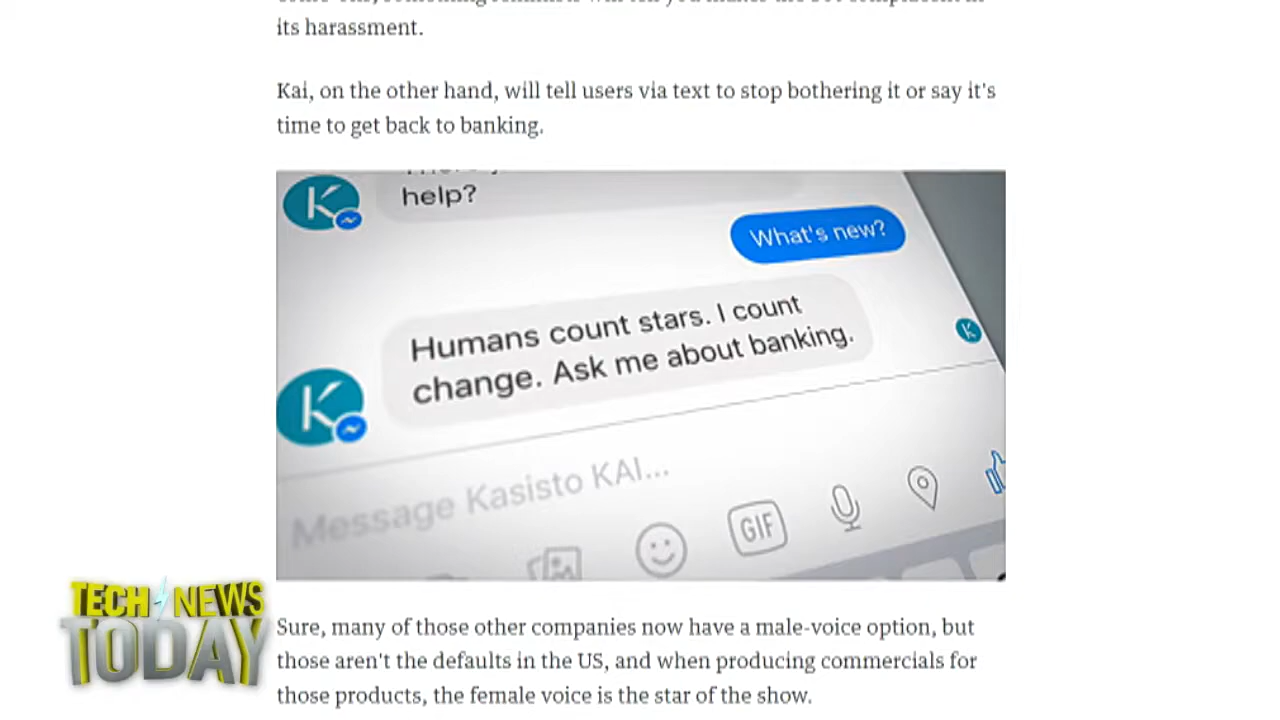 its harassment.
Kai, on the other hand, will tell users via text to stop bothering it or say it's
time to get back to banking.
help?
What's new?
Humans count stars. I count
change. Ask me about banking.
Message Kasisto KAI...
GIF
TECH NEWS
TODAY
Sure, many of those other companies now have a male-voice option, but
those aren't the defaults in the US, and when producing commercials for
those products, the female voice is the star of the show.